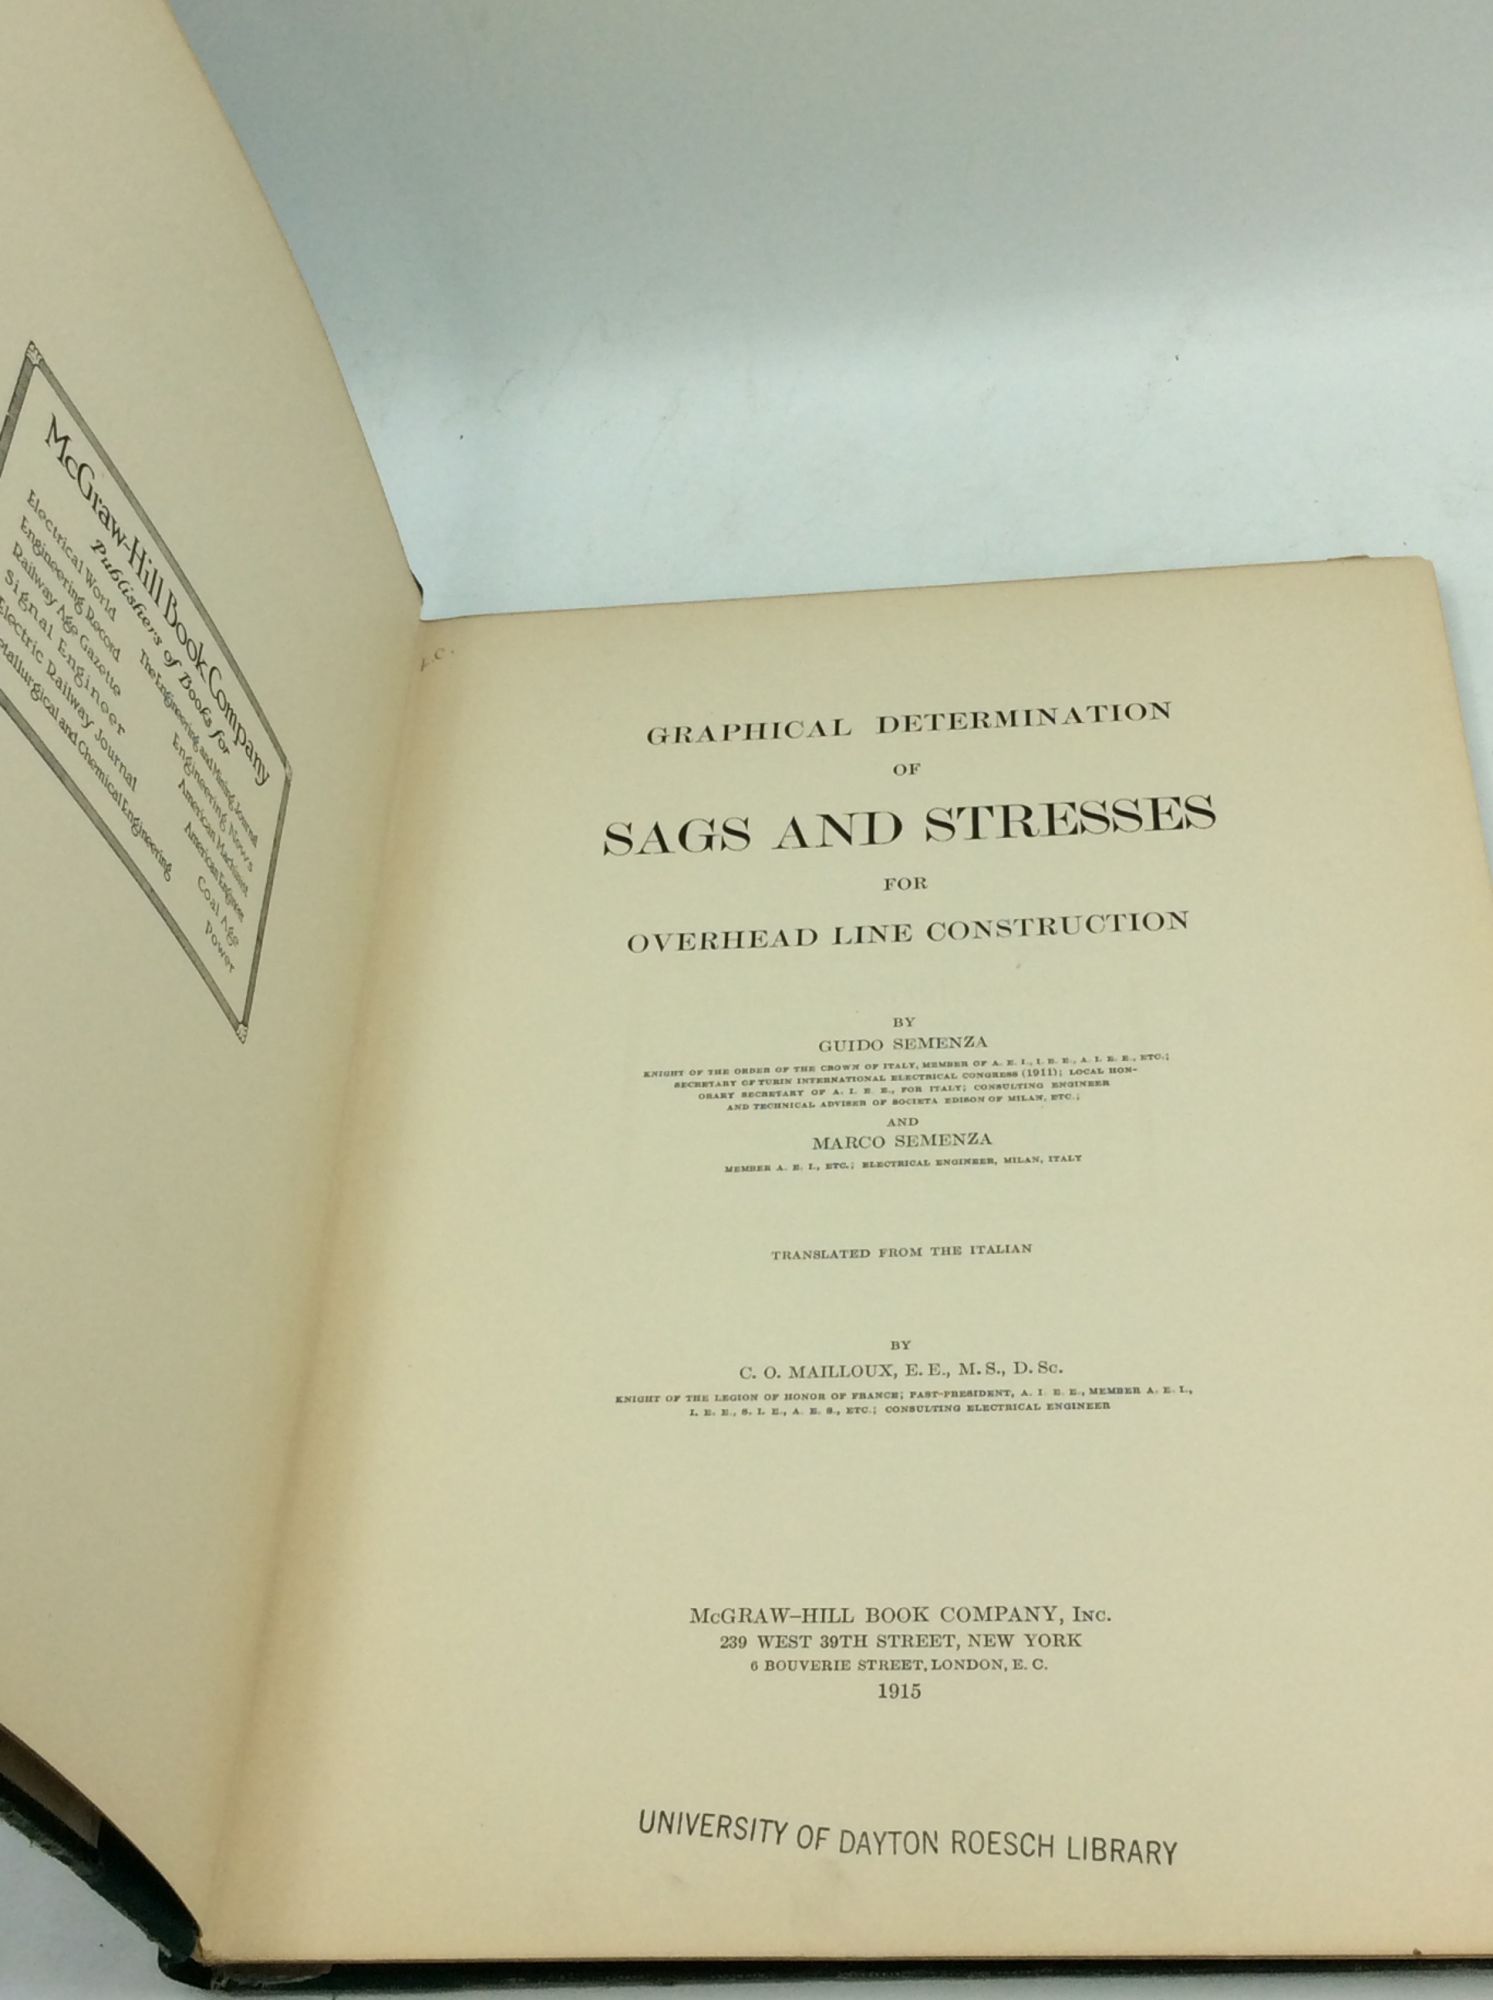 McGraw-Hill Book Company
Publishers of Books for
Electrical World The Engineering and Mining Journal
Engineering Record Engineering News
Railway Age Gazette American Machinist
Signal Engineer American Engineer
Electric Railway Journal Coal Age
Metallurgical and Chemical Engineering Power
GRAPHICAL DETERMINATION
OF
SAGS AND STRESSES
FOR
OVERHEAD LINE CONSTRUCTION
BY
GUIDO SEMENZA
KNIGHT OF THE ORDER OF THE CROWN OF ITALY, MEMBER OF A. E. I., I. E. E., A. I. E. E., ETC.;
SECRETARY OF TURIN INTERNATIONAL ELECTRICAL CONGRESS (1911); LOCAL HON-
ORARY SECRETARY OF A. I. E. E., FOR ITALY; CONSULTING ENGINEER
AND TECHNICAL ADVISER OF SOCIETA EDISON OF MILAN, ETC.;
AND
MARCO SEMENZA
MEMBER A. E. I., ETC.; ELECTRICAL ENGINEER, MILAN, ITALY
TRANSLATED FROM THE ITALIAN
BY
C. O. MAILLOUX, E. E., M. S., D. Sc.
KNIGHT OF THE LEGION OF HONOR OF FRANCE; PAST-PRESIDENT, A. I. E. E., MEMBER A. E. I.,
I. E. E., S. I. E., A. E. S., ETC.; CONSULTING ELECTRICAL ENGINEER
McGRAW-HILL BOOK COMPANY, INC.
239 WEST 39TH STREET, NEW YORK
6 BOUVERIE STREET, LONDON, E. C.
1915
UNIVERSITY OF DAYTON ROESCH LIBRARY